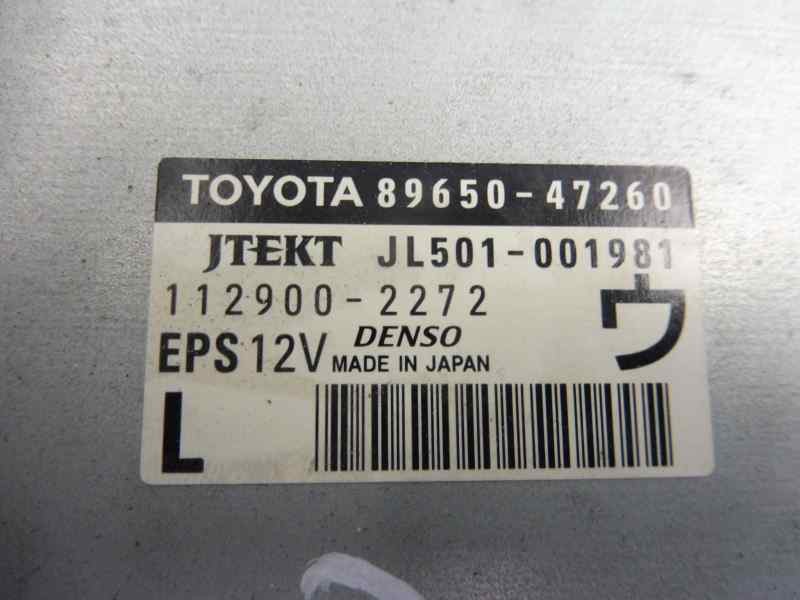 TOYOTA 89650-47260
JTEKT JL501-001981
112900-2272
ウ
EPS 12V DENSO
MADE IN JAPAN
L